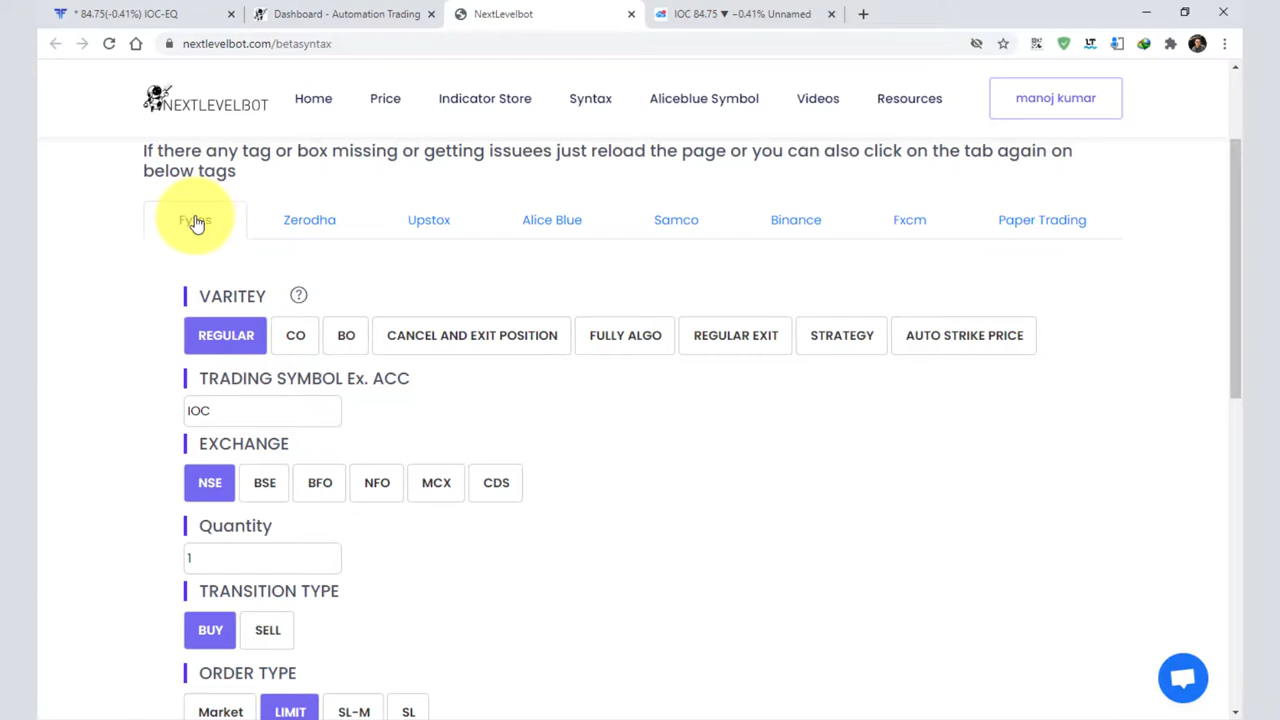 * 84.75(-0.41%) IOC-EQ
Dashboard - Automation Trading
NextLevelbot
IOC 84.75 ▼ −0.41% Unnamed
nextlevelbot.com/betasyntax
LT
NEXTLEVELBOT
Home
Price
Indicator Store
Syntax
Aliceblue Symbol
Videos
Resources
manoj kumar
If there any tag or box missing or getting issuees just reload the page or you can also click on the tab again on
below tags
Zerodha
Upstox
Alice Blue
Samco
Binance
Fxcm
Paper Trading
VARITEY ?
REGULAR
CO
BO
CANCEL AND EXIT POSITION
FULLY ALGO
REGULAR EXIT
STRATEGY
AUTO STRIKE PRICE
TRADING SYMBOL Ex. ACC
IOC
EXCHANGE
NSE
BSE
BFO
NFO
MCX
CDS
Quantity
1
TRANSITION TYPE
BUY
SELL
ORDER TYPE
Market
LIMIT
SL-M
SL